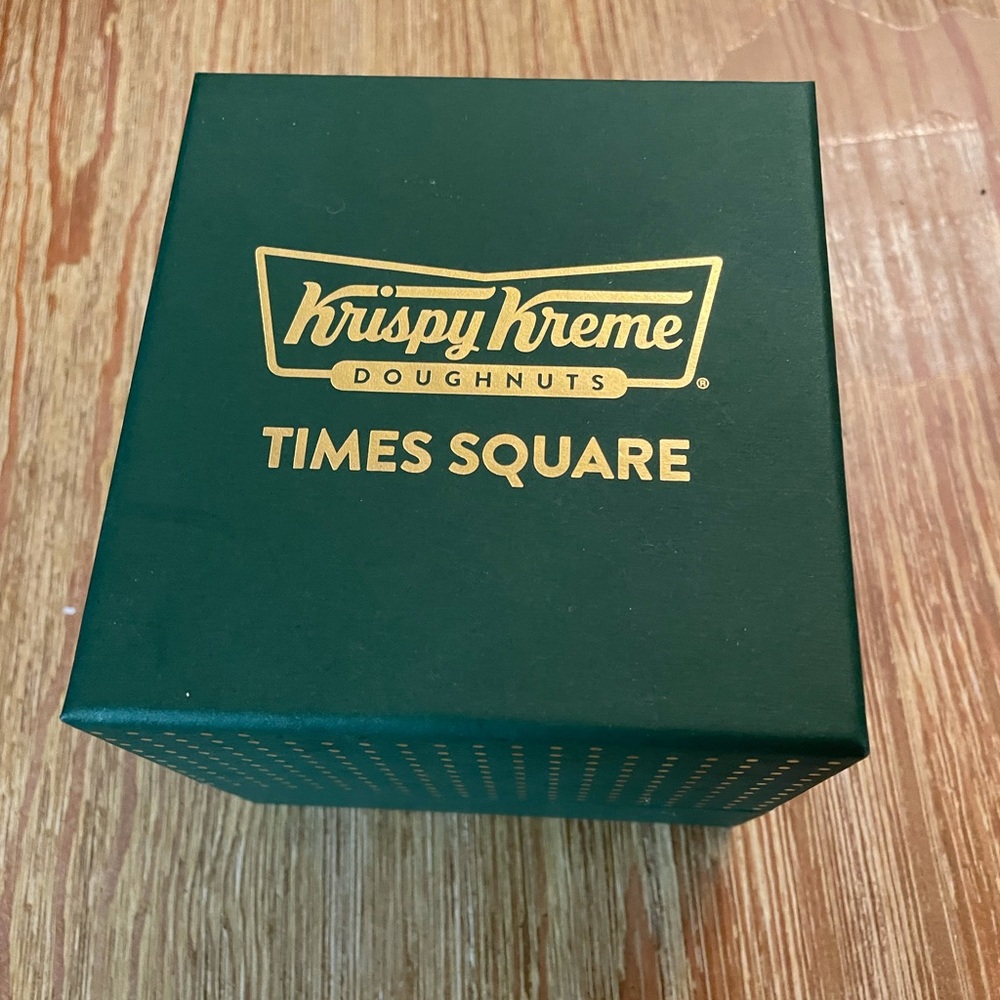 Krispy Kreme
DOUGHNUTS ®
TIMES SQUARE